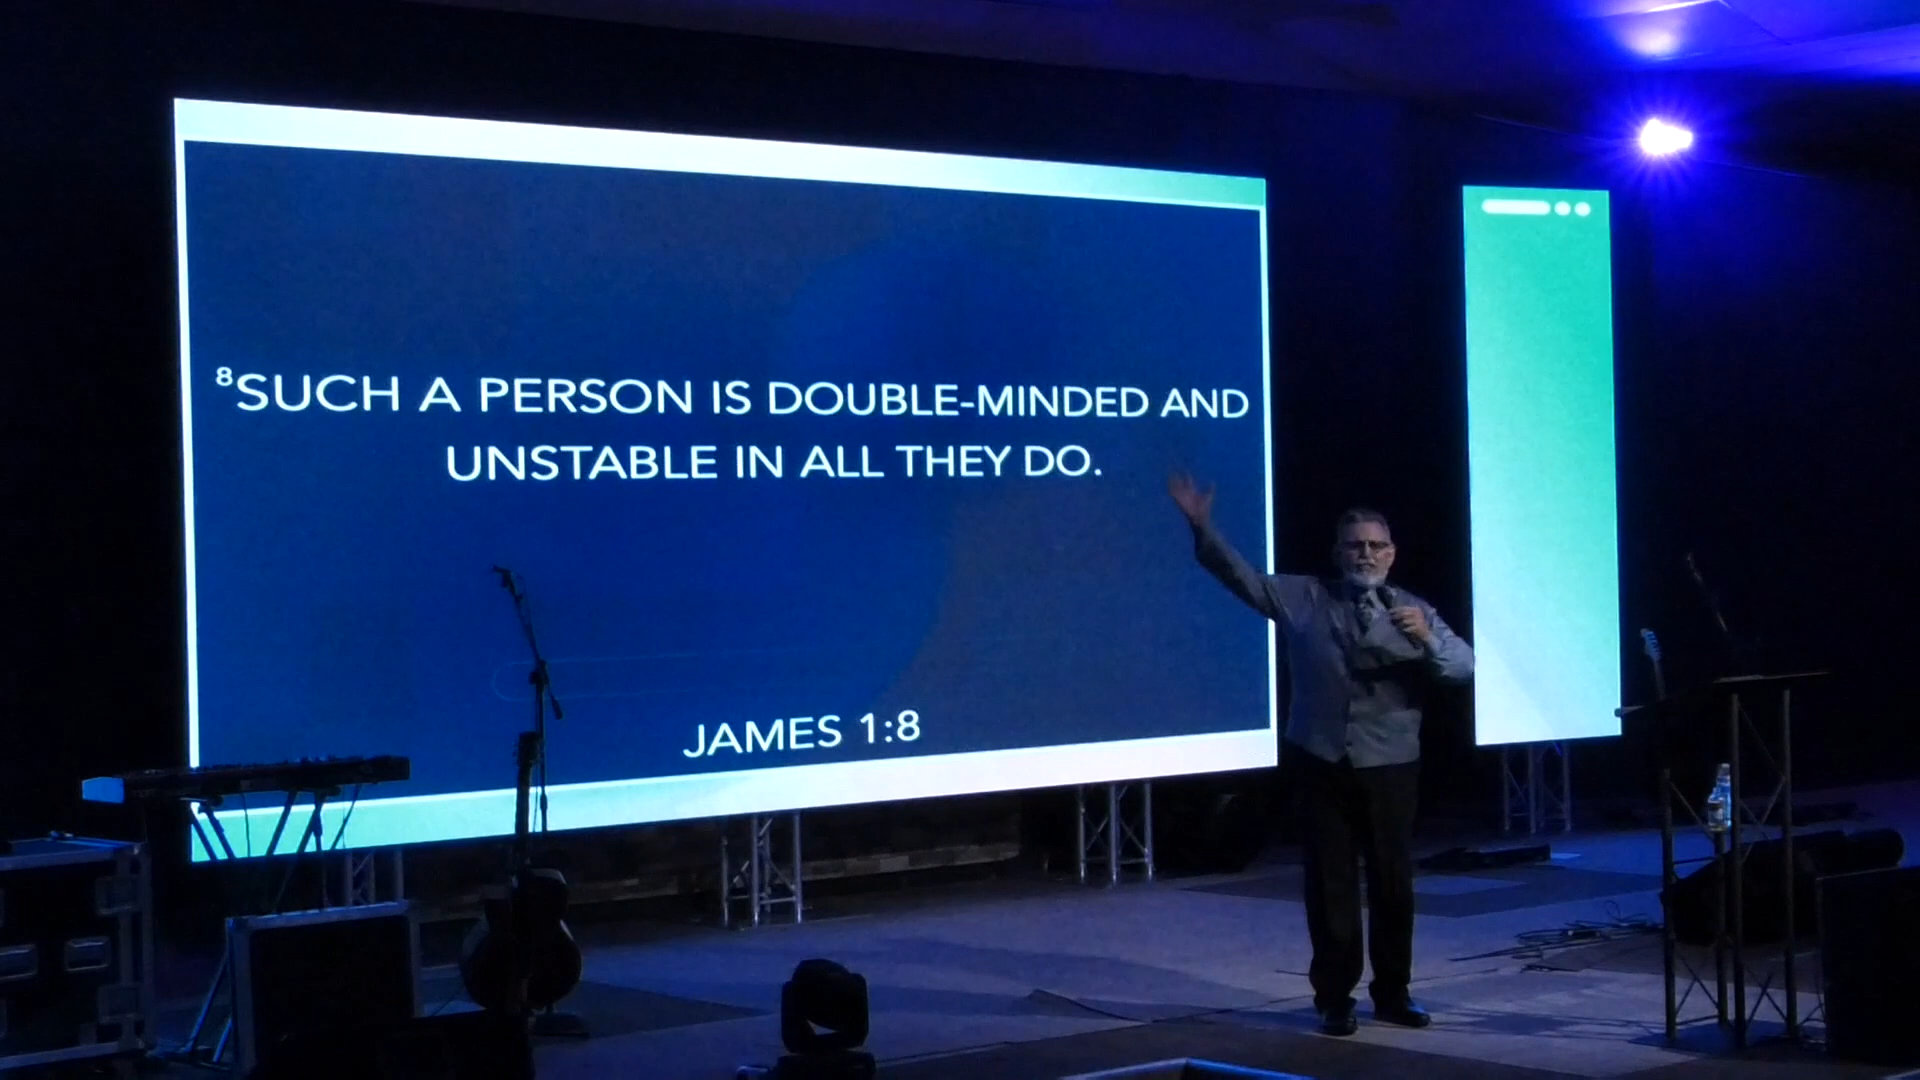 ⁸SUCH A PERSON IS DOUBLE-MINDED AND
UNSTABLE IN ALL THEY DO.
JAMES 1:8